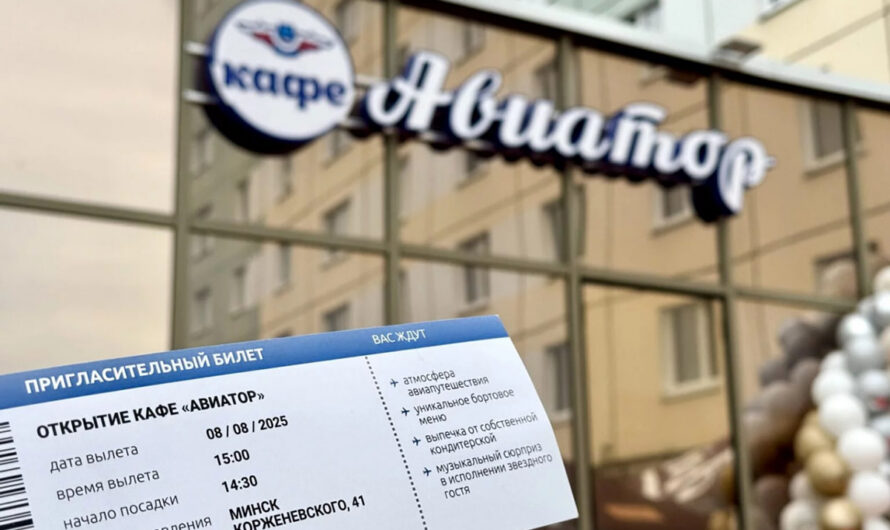 кафе
Авиатор
ПРИГЛАСИТЕЛЬНЫЙ БИЛЕТ
ОТКРЫТИЕ КАФЕ «АВИАТОР»
дата вылета 08 / 08 / 2025
время вылета 15:00
начало посадки 14:30
вления МИНСК
КОРЖЕНЕВСКОГО, 41
ВАС ЖДУТ
атмосфера
авиапутешествия
уникальное бортовое
меню
выпечка от собственной
кондитерской
музыкальный сюрприз
в исполнении звездного
гостя